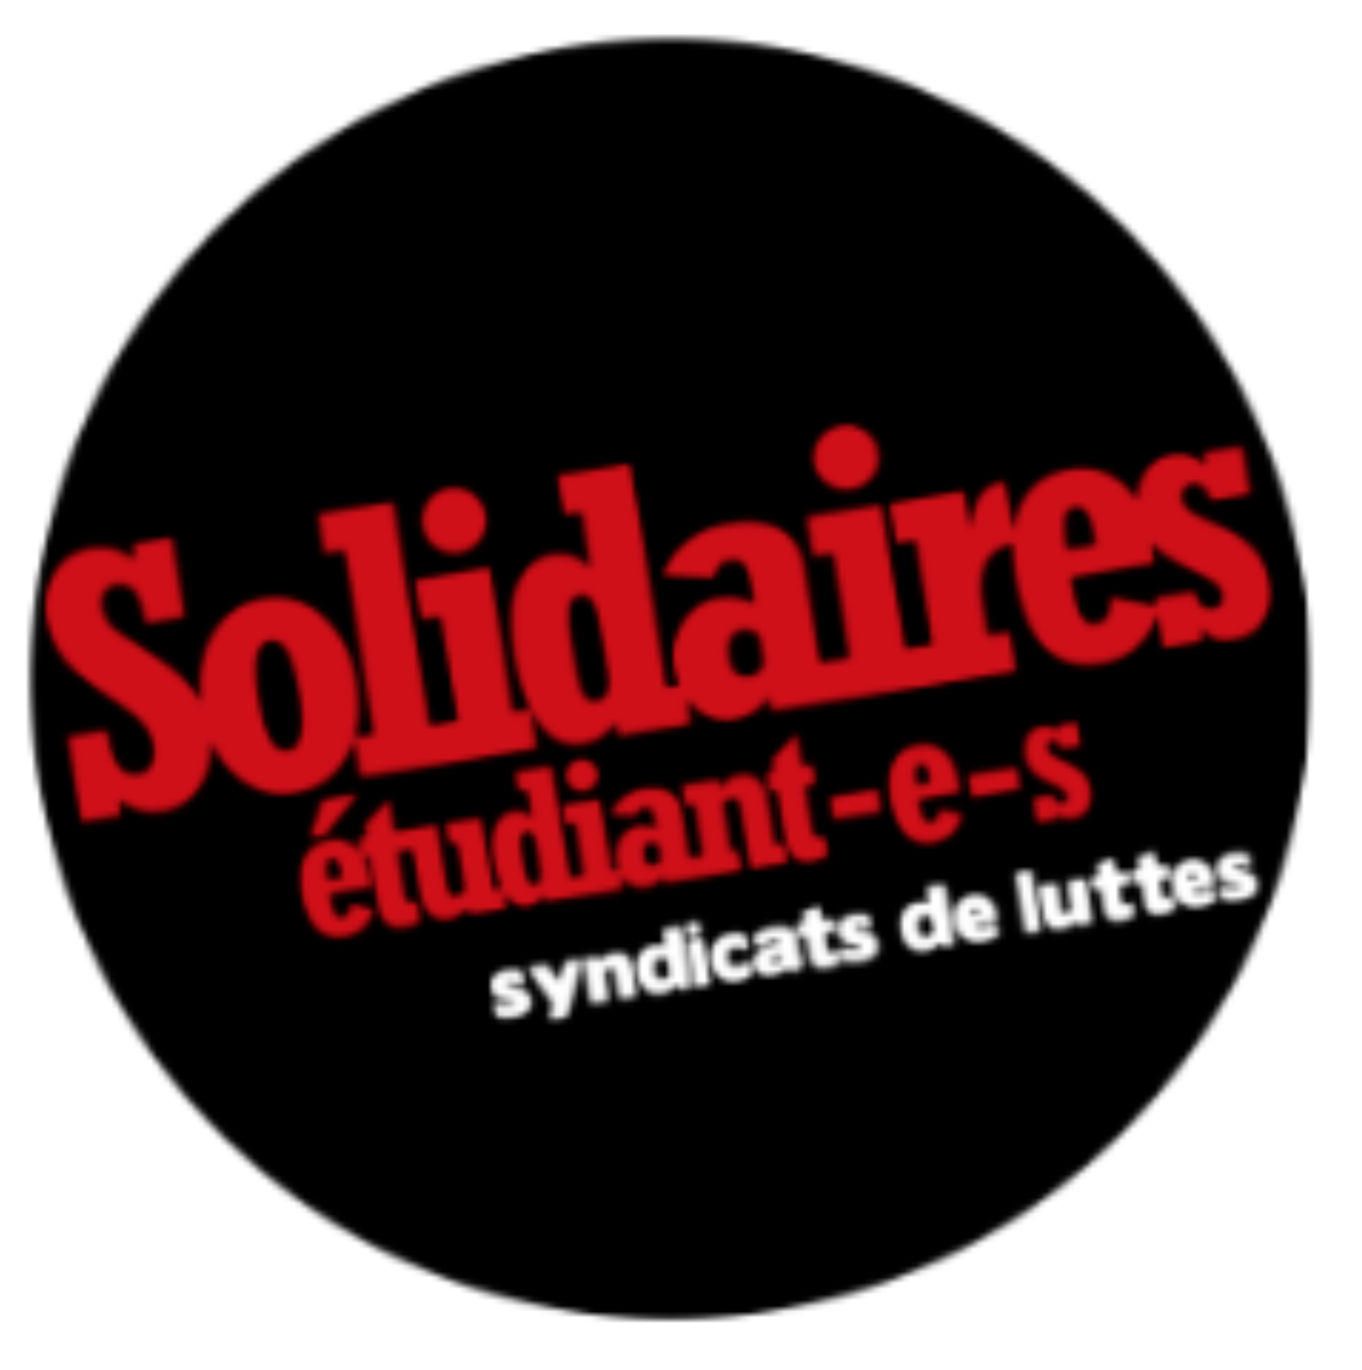 Solidaires
étudiant-e-s
syndicats de luttes